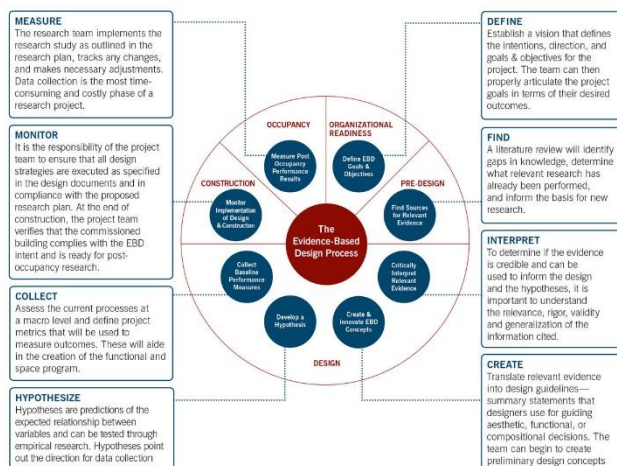 MEASURE
The research team implements the
research study as outlined in the
research plan, tracks any changes,
and makes necessary adjustments.
Data collection is the most time-
consuming and costly phase of a
research project.
MONITOR
It is the responsibility of the project
team to ensure that all design
strategies are executed as specified
in the design documents and in
compliance with the proposed
research plan. At the end of
construction, the project team
verifies that the commissioned
building complies with the EBD
intent and is ready for post-
occupancy research.
COLLECT
Assess the current processes at
a macro level and define project
metrics that will be used to
measure outcomes. These will
aide in the creation of the functional and
space program.
HYPOTHESIZE
Hypotheses are predictions of the
expected relationship between
variables and can be tested through
empirical research. Hypotheses point
out the direction for data collection
OCCUPANCY
ORGANIZATIONAL
READINESS
Measure Post
Occupancy
Performance
Results
Define EBD
Goals &
Objectives
CONSTRUCTION
PRE-DESIGN
Monitor
Implementation
of Design
& Construction
The
Evidence-Based
Design Process
Find Sources
for Relevant
Evidence
Collect
Baseline
Performance
Measures
Critically
Interpret
Relevant
Evidence
Develop a
Hypothesis
Create &
Innovate EBD
Concepts
DESIGN
DEFINE
Establish a vision that defines
the intentions, direction, and
goals & objectives for
the project. The team can then
properly articulate the project
goals in terms of their desired
outcomes.
FIND
A literature review will identify
gaps in knowledge, determine
what relevant research has
already been performed,
and inform the basis for new
research.
INTERPRET
To determine if the evidence
is credible and can be
used to inform the design
and the hypotheses, it is
important to understand
the relevance, rigor, validity
and generalization of the
information cited.
CREATE
Translate relevant evidence
into design guidelines—
summary statements that
designers use for guiding
aesthetic, functional, or
compositional decisions. The
team can begin to create
preliminary design concepts